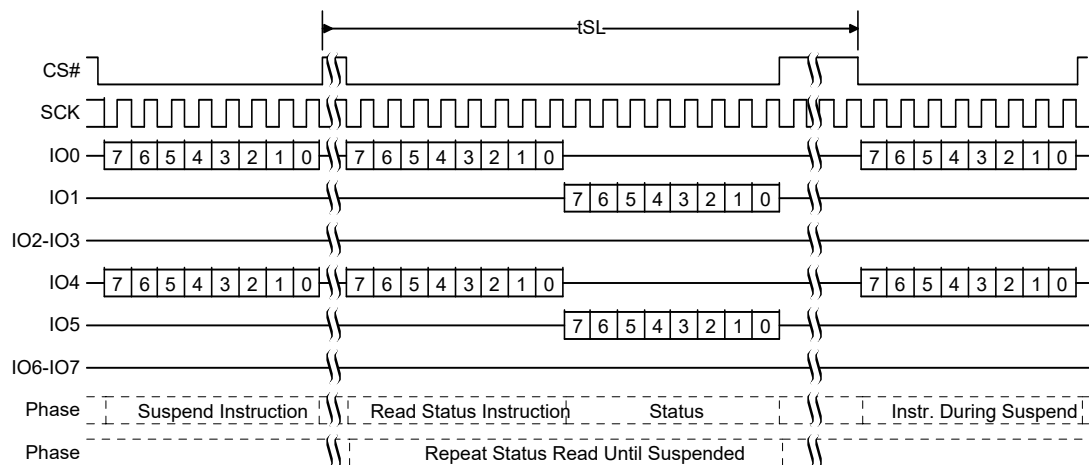 tSL
CS#
SCK
IO0 7 6 5 4 3 2 1 0 7 6 5 4 3 2 1 0 7 6 5 4 3 2 1 0
IO1 7 6 5 4 3 2 1 0
IO2-IO3
IO4 7 6 5 4 3 2 1 0 7 6 5 4 3 2 1 0 7 6 5 4 3 2 1 0
IO5 7 6 5 4 3 2 1 0
IO6-IO7
Phase Suspend Instruction Read Status Instruction Status Instr. During Suspend
Phase Repeat Status Read Until Suspended